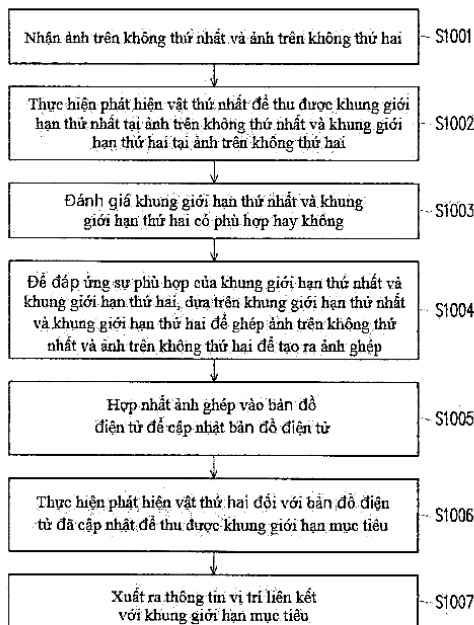 Nhận ảnh trên không thứ nhất và ảnh trên không thứ hai
S1001
Thực hiện phát hiện vật thứ nhất để thu được khung giới
hạn thứ nhất tại ảnh trên không thứ nhất và khung giới
hạn thứ hai tại ảnh trên không thứ hai
S1002
Đánh giá khung giới hạn thứ nhất và khung
giới hạn thứ hai có phù hợp hay không
S1003
Để đáp ứng sự phù hợp của khung giới hạn thứ nhất và
khung giới hạn thứ hai, dựa trên khung giới hạn thứ nhất
và khung giới hạn thứ hai để ghép ảnh trên không thứ
nhất và ảnh trên không thứ hai để tạo ra ảnh ghép
S1004
Hợp nhất ảnh ghép vào bản đồ
điện tử để cập nhật bản đồ điện tử
S1005
Thực hiện phát hiện vật thứ hai đối với bản đồ điện
tử đã cập nhật để thu được khung giới hạn mục tiêu
S1006
Xuất ra thông tin vị trí liên kết
với khung giới hạn mục tiêu
S1007